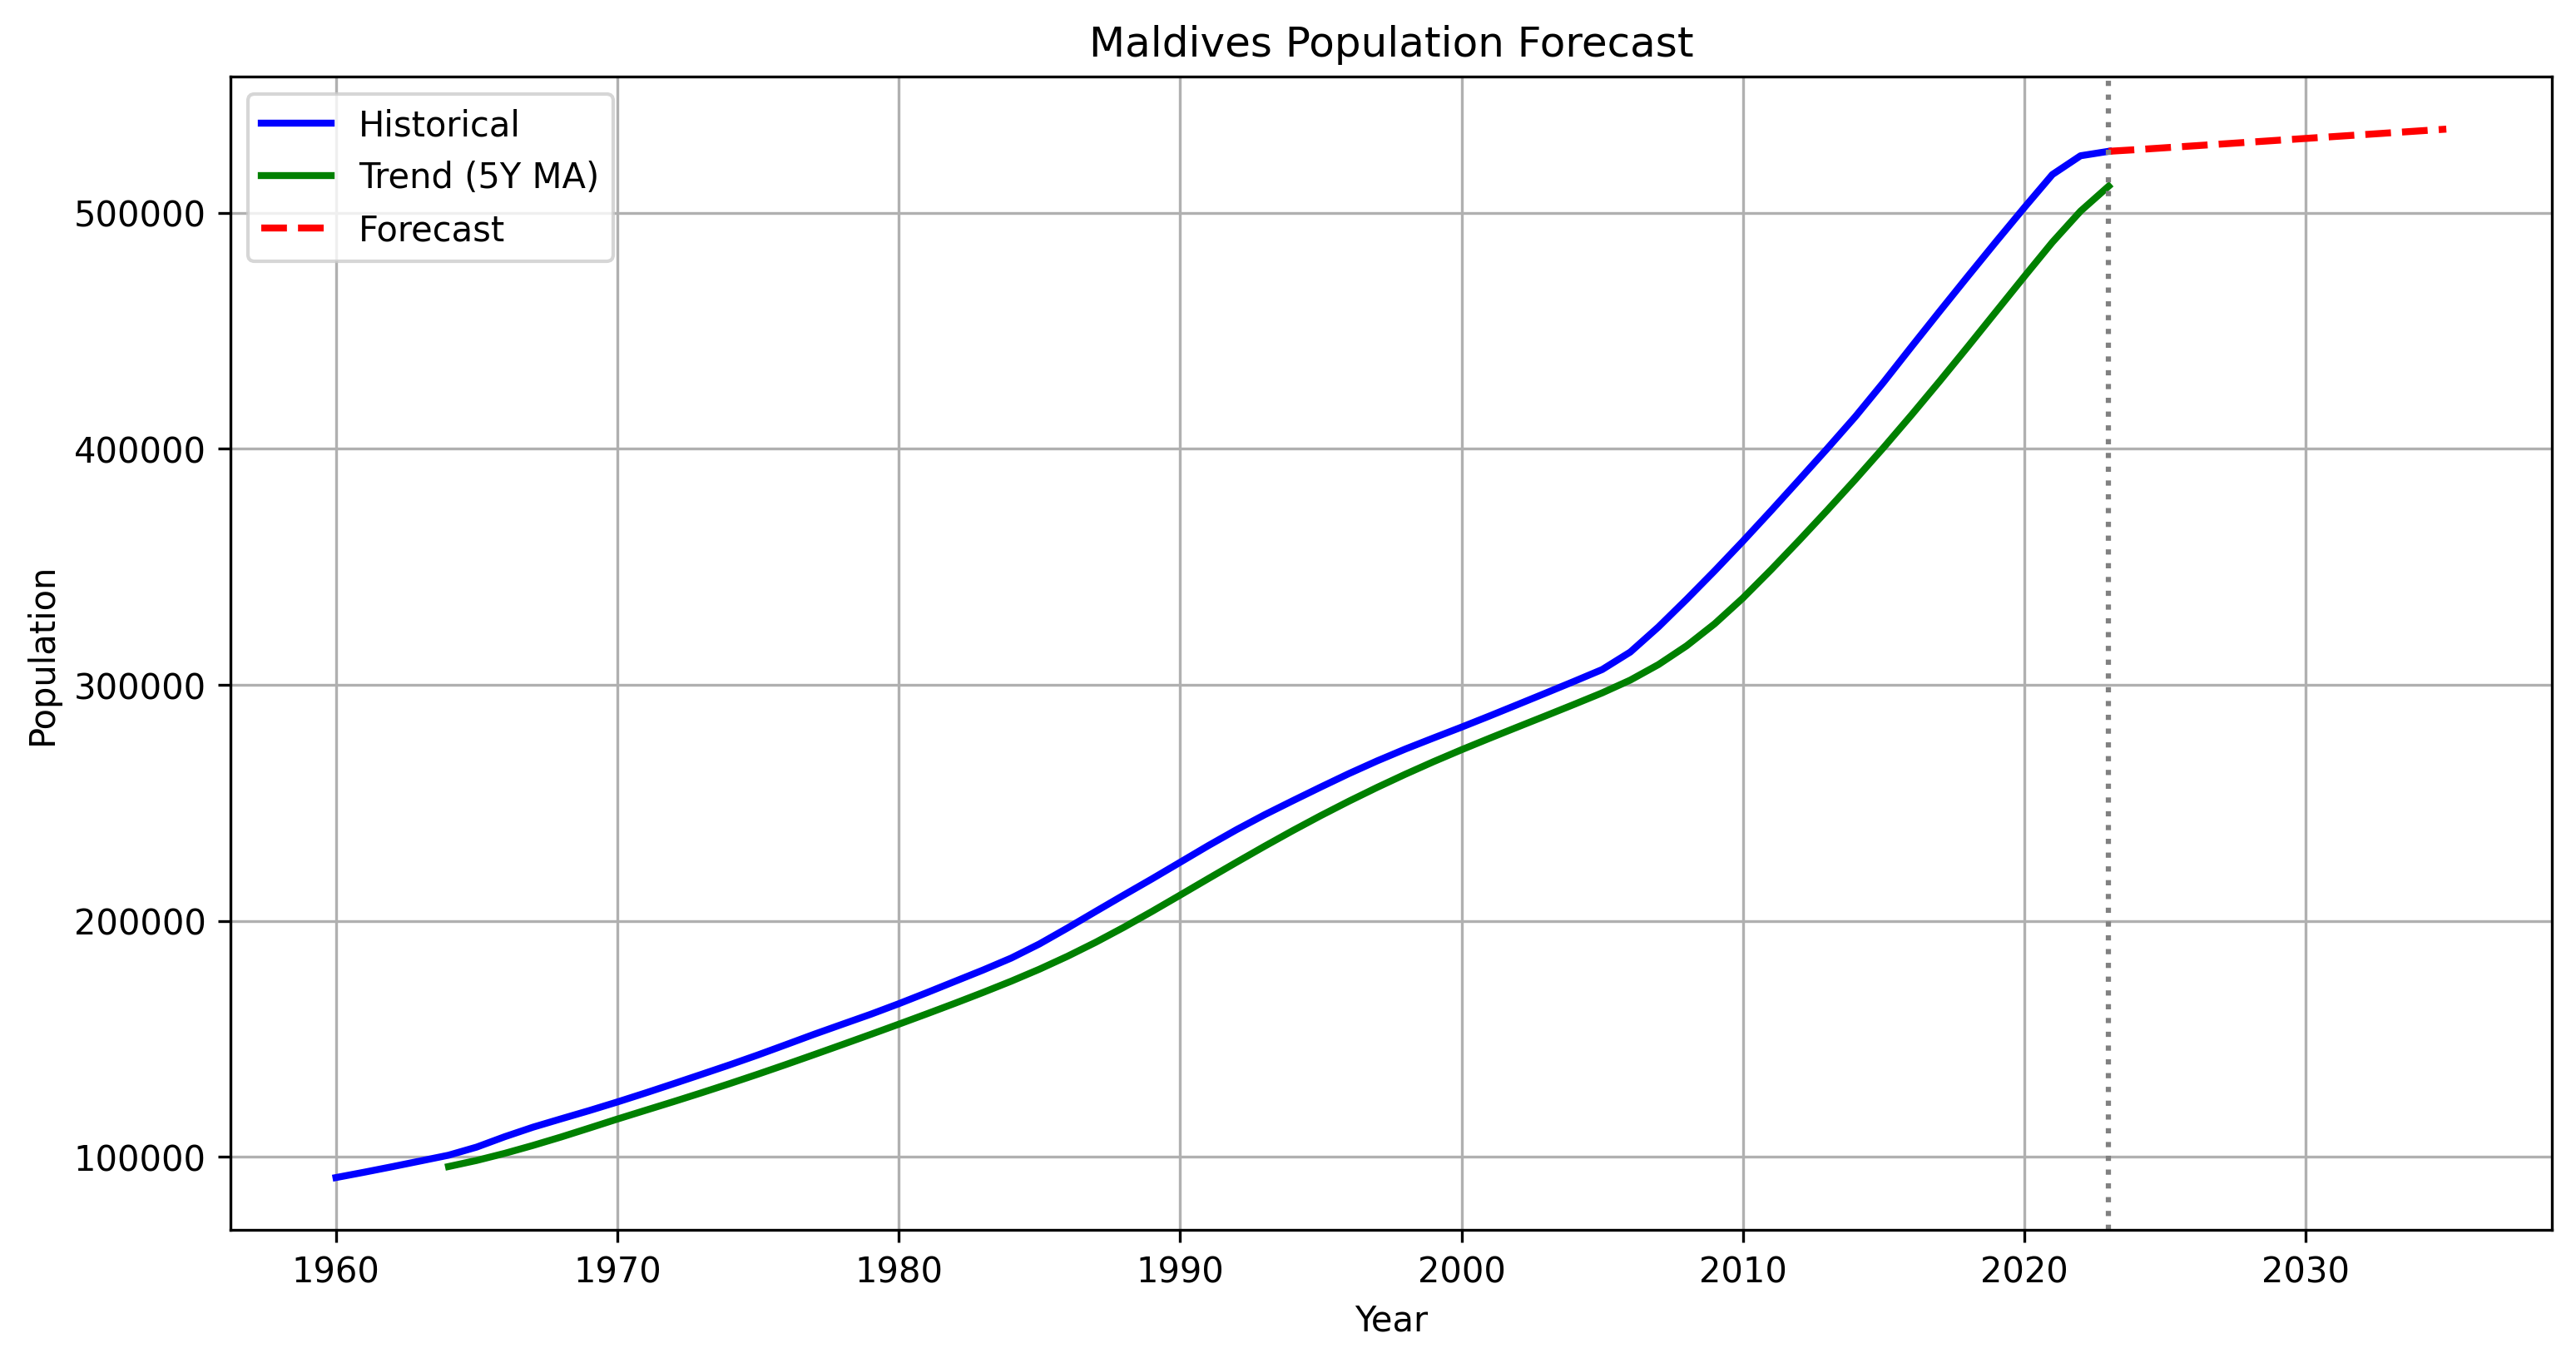 Maldives Population Forecast
Historical
Trend (5Y MA)
Forecast
Population
500000
400000
300000
200000
100000
1960 1970 1980 1990 2000 2010 2020 2030
Year